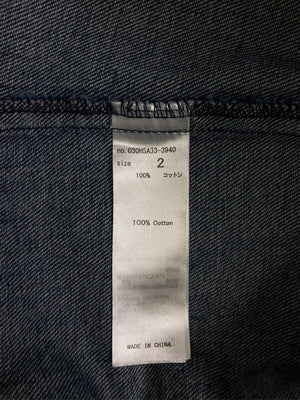 no. 030HSA33-3940
size 2
100% コットン
100% Cotton
MADE IN CHINA